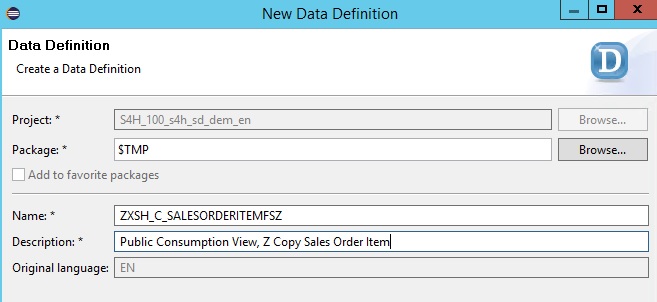 New Data Definition
Data Definition
Create a Data Definition
D
Project: * S4H_100_s4h_sd_dem_en Browse...
Package: * $TMP Browse...
Add to favorite packages
Name: * ZXSH_C_SALESORDERITEMFSZ
Description: * Public Consumption View, Z Copy Sales Order Item
Original language: EN